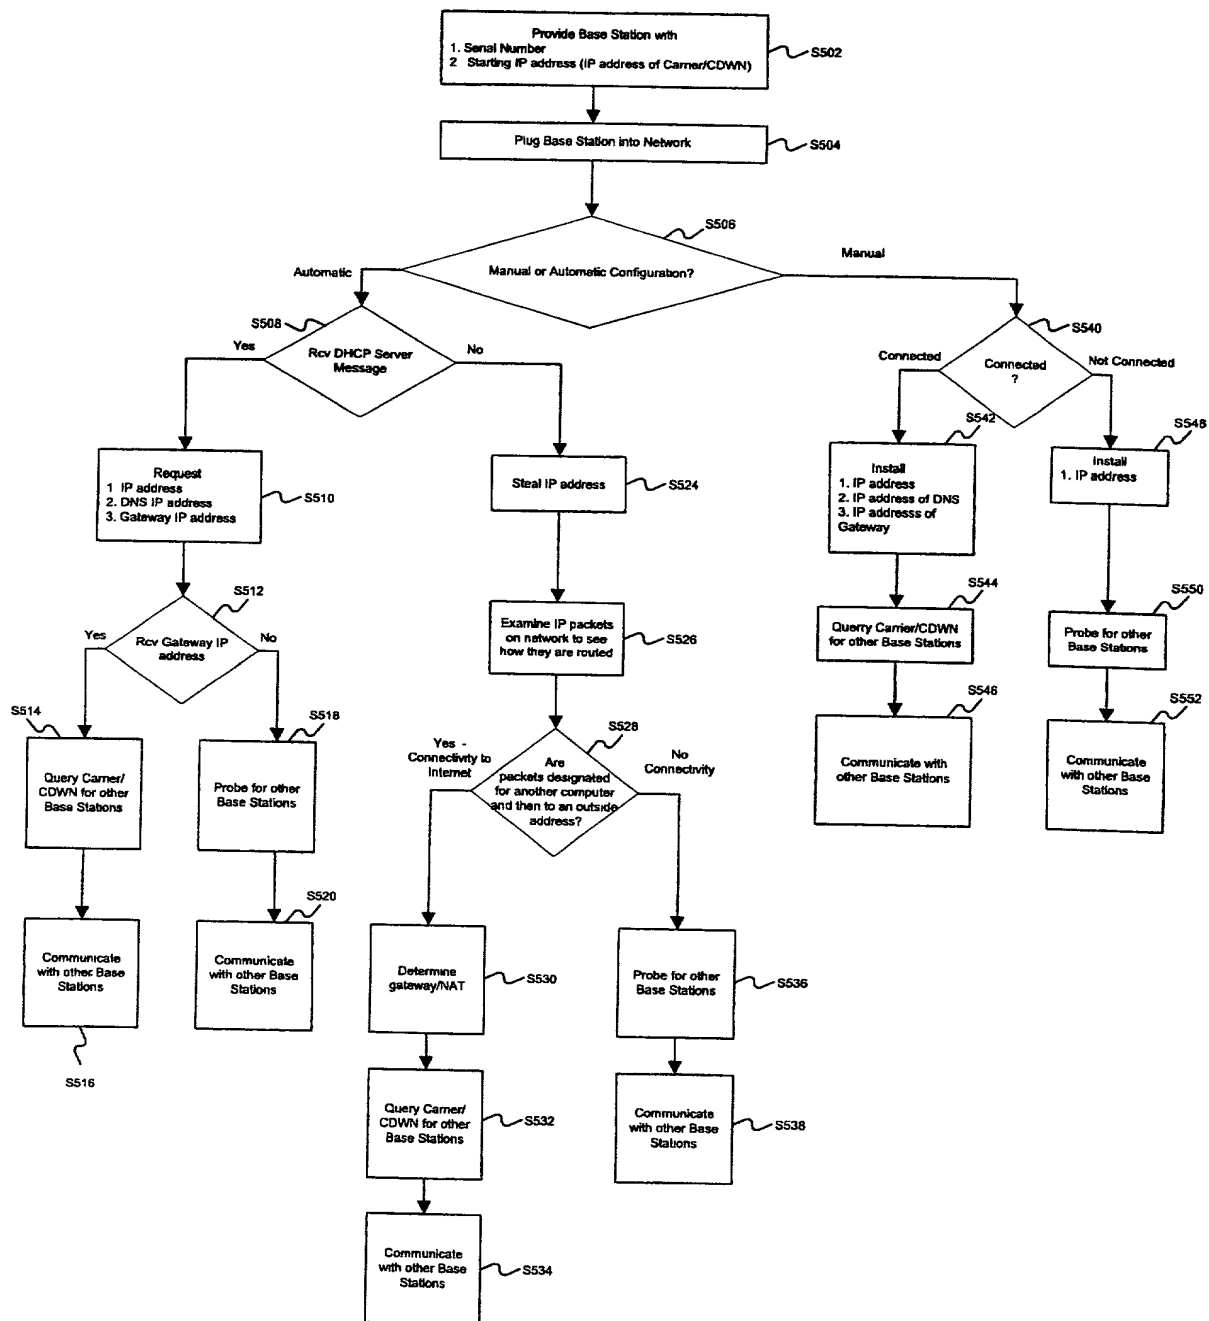 Provide Base Station with
1. Serial Number
2 Starting IP address (IP address of Carrier/CDWN)
S502
Plug Base Station into Network
S504
S506
Manual or Automatic Configuration?
Automatic
Manual
S508
Rcv DHCP Server
Message
Yes
No
S540
Connected
?
Connected
Not Connected
Request
1 IP address
2. DNS IP address
3. Gateway IP address
S510
Steal IP address
S524
S542
Install
1. IP address
2. IP address of DNS
3. IP addresss of
Gateway
S548
Install
1. IP address
S512
Rcv Gateway IP
address
Yes
No
Examine IP packets
on network to see
how they are routed
S526
S544
Querry Carrier/CDWN
for other Base Stations
S550
Probe for other
Base Stations
S514
Query Carrier/
CDWN for other
Base Stations
S518
Probe for other
Base Stations
S528
Yes -
Connectivity to
Internet
No
Connectivity
Are
packets designated
for another computer
and then to an outside
address?
S546
Communicate with
other Base Stations
S552
Communicate
with other Base
Stations
Communicate
with other Base
Stations
S516
S520
Communicate
with other Base
Stations
Determine
gateway/NAT
S530
Probe for other
Base Stations
S536
Query Carrier/
CDWN for other
Base Stations
S532
Communicate
with other Base
Stations
S538
Communicate
with other Base
Stations
S534